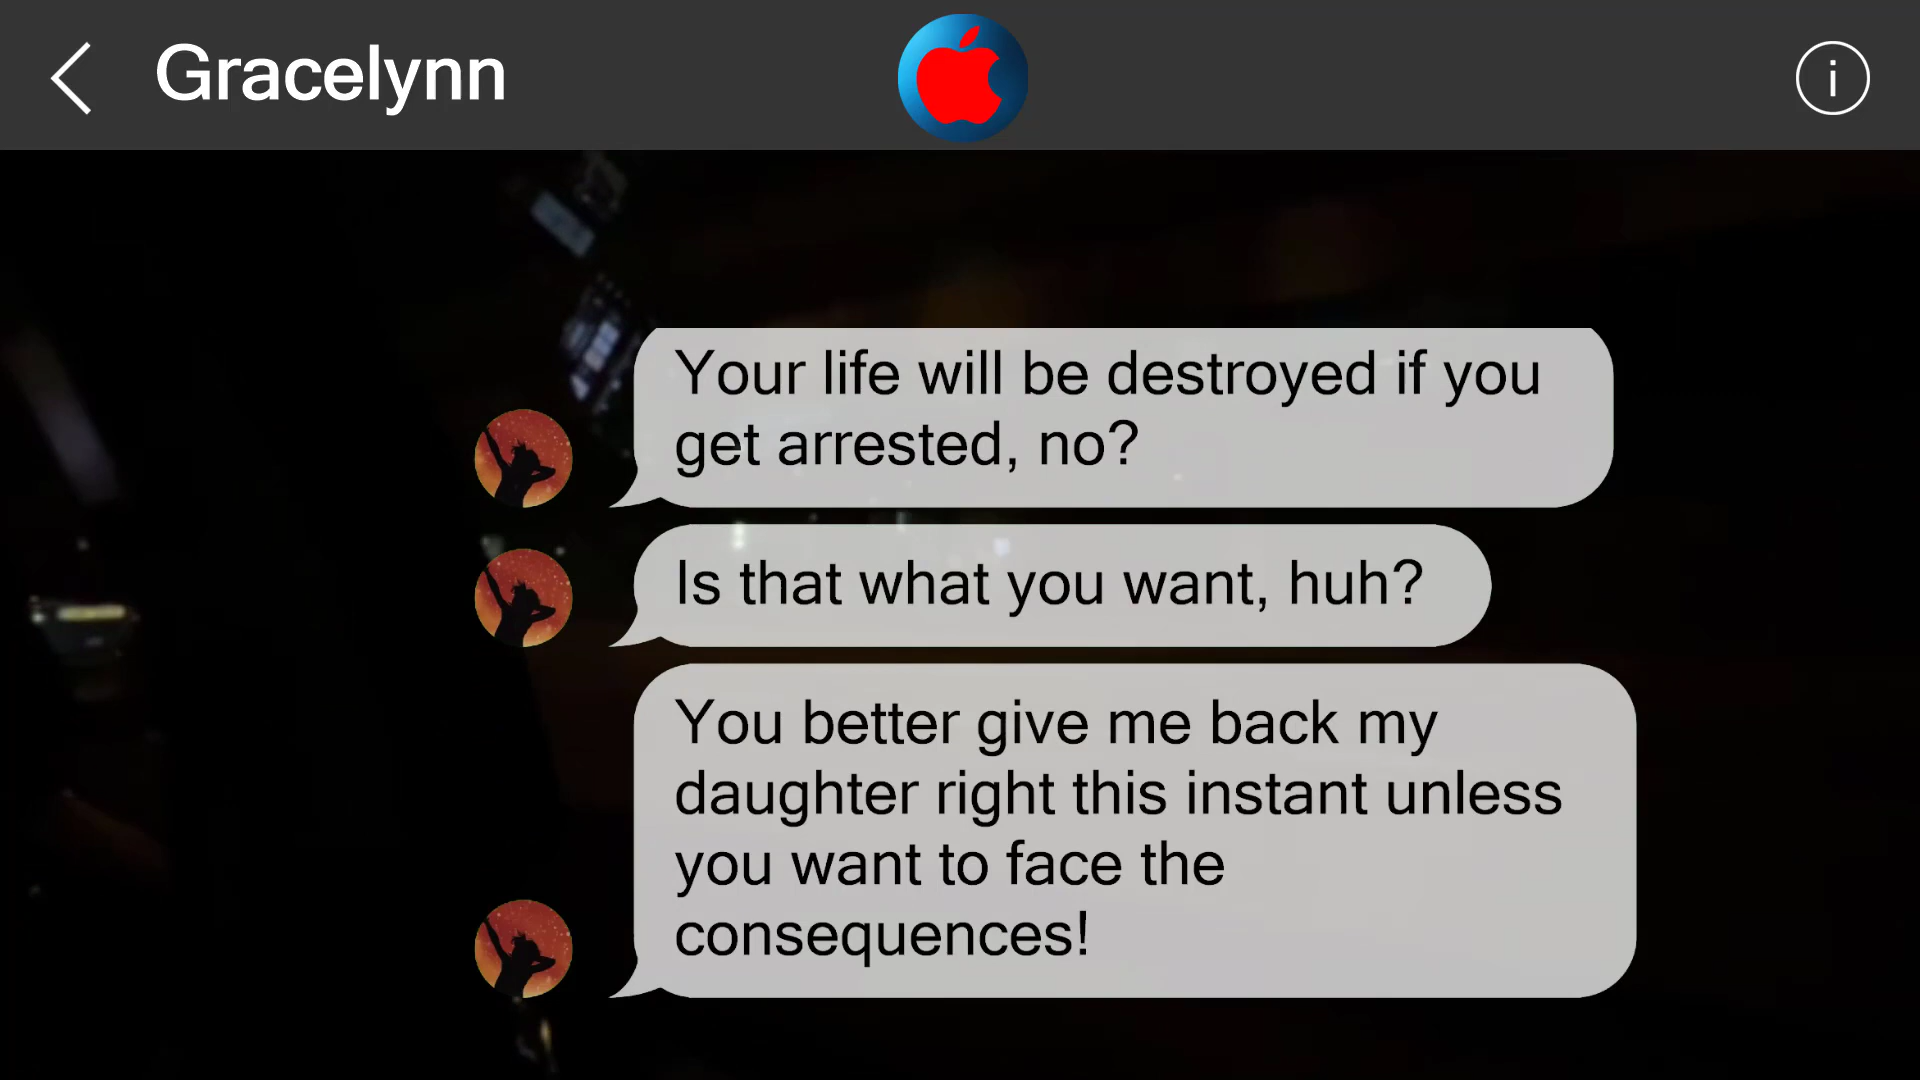 Gracelynn
i
Your life will be destroyed if you
get arrested, no?
Is that what you want, huh?
You better give me back my
daughter right this instant unless
you want to face the
consequences!